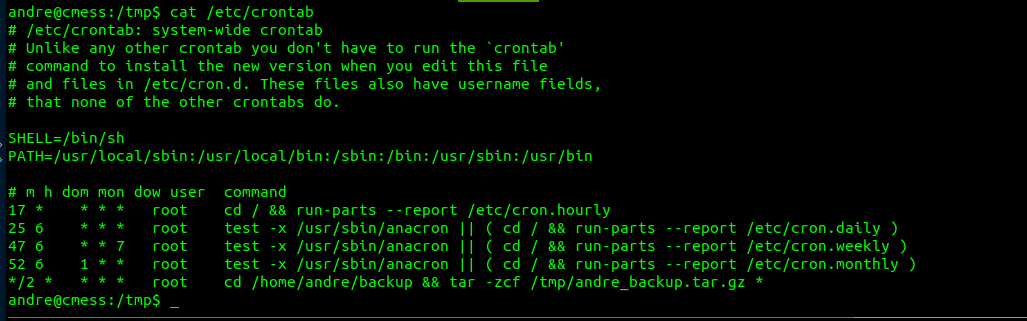 andre@cmess:/tmp$ cat /etc/crontab
# /etc/crontab: system-wide crontab
# Unlike any other crontab you don't have to run the `crontab'
# command to install the new version when you edit this file
# and files in /etc/cron.d. These files also have username fields,
# that none of the other crontabs do.

SHELL=/bin/sh
PATH=/usr/local/sbin:/usr/local/bin:/sbin:/bin:/usr/sbin:/usr/bin

# m h dom mon dow user  command
17 *    * * *   root    cd / && run-parts --report /etc/cron.hourly
25 6    * * *   root    test -x /usr/sbin/anacron || ( cd / && run-parts --report /etc/cron.daily )
47 6    * * 7   root    test -x /usr/sbin/anacron || ( cd / && run-parts --report /etc/cron.weekly )
52 6    1 * *   root    test -x /usr/sbin/anacron || ( cd / && run-parts --report /etc/cron.monthly )
*/2 *   * * *   root    cd /home/andre/backup && tar -zcf /tmp/andre_backup.tar.gz *
andre@cmess:/tmp$ _